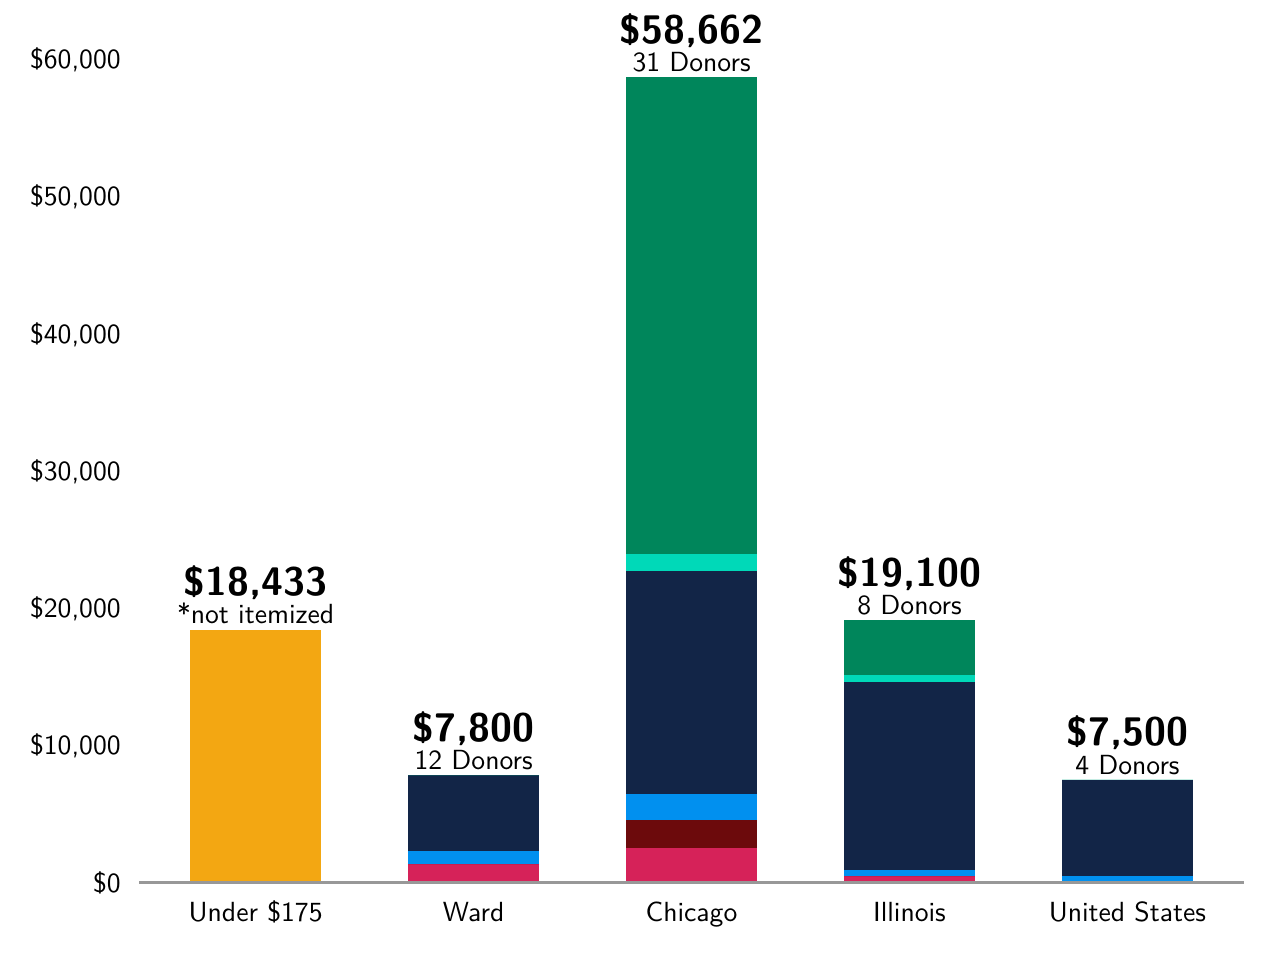 $58,662
31 Donors
$60,000
$50,000
$40,000
$30,000
$20,000
$10,000
$0
$18,433
*not itemized
$7,800
12 Donors
$19,100
8 Donors
$7,500
4 Donors
Under $175
Ward
Chicago
Illinois
United States